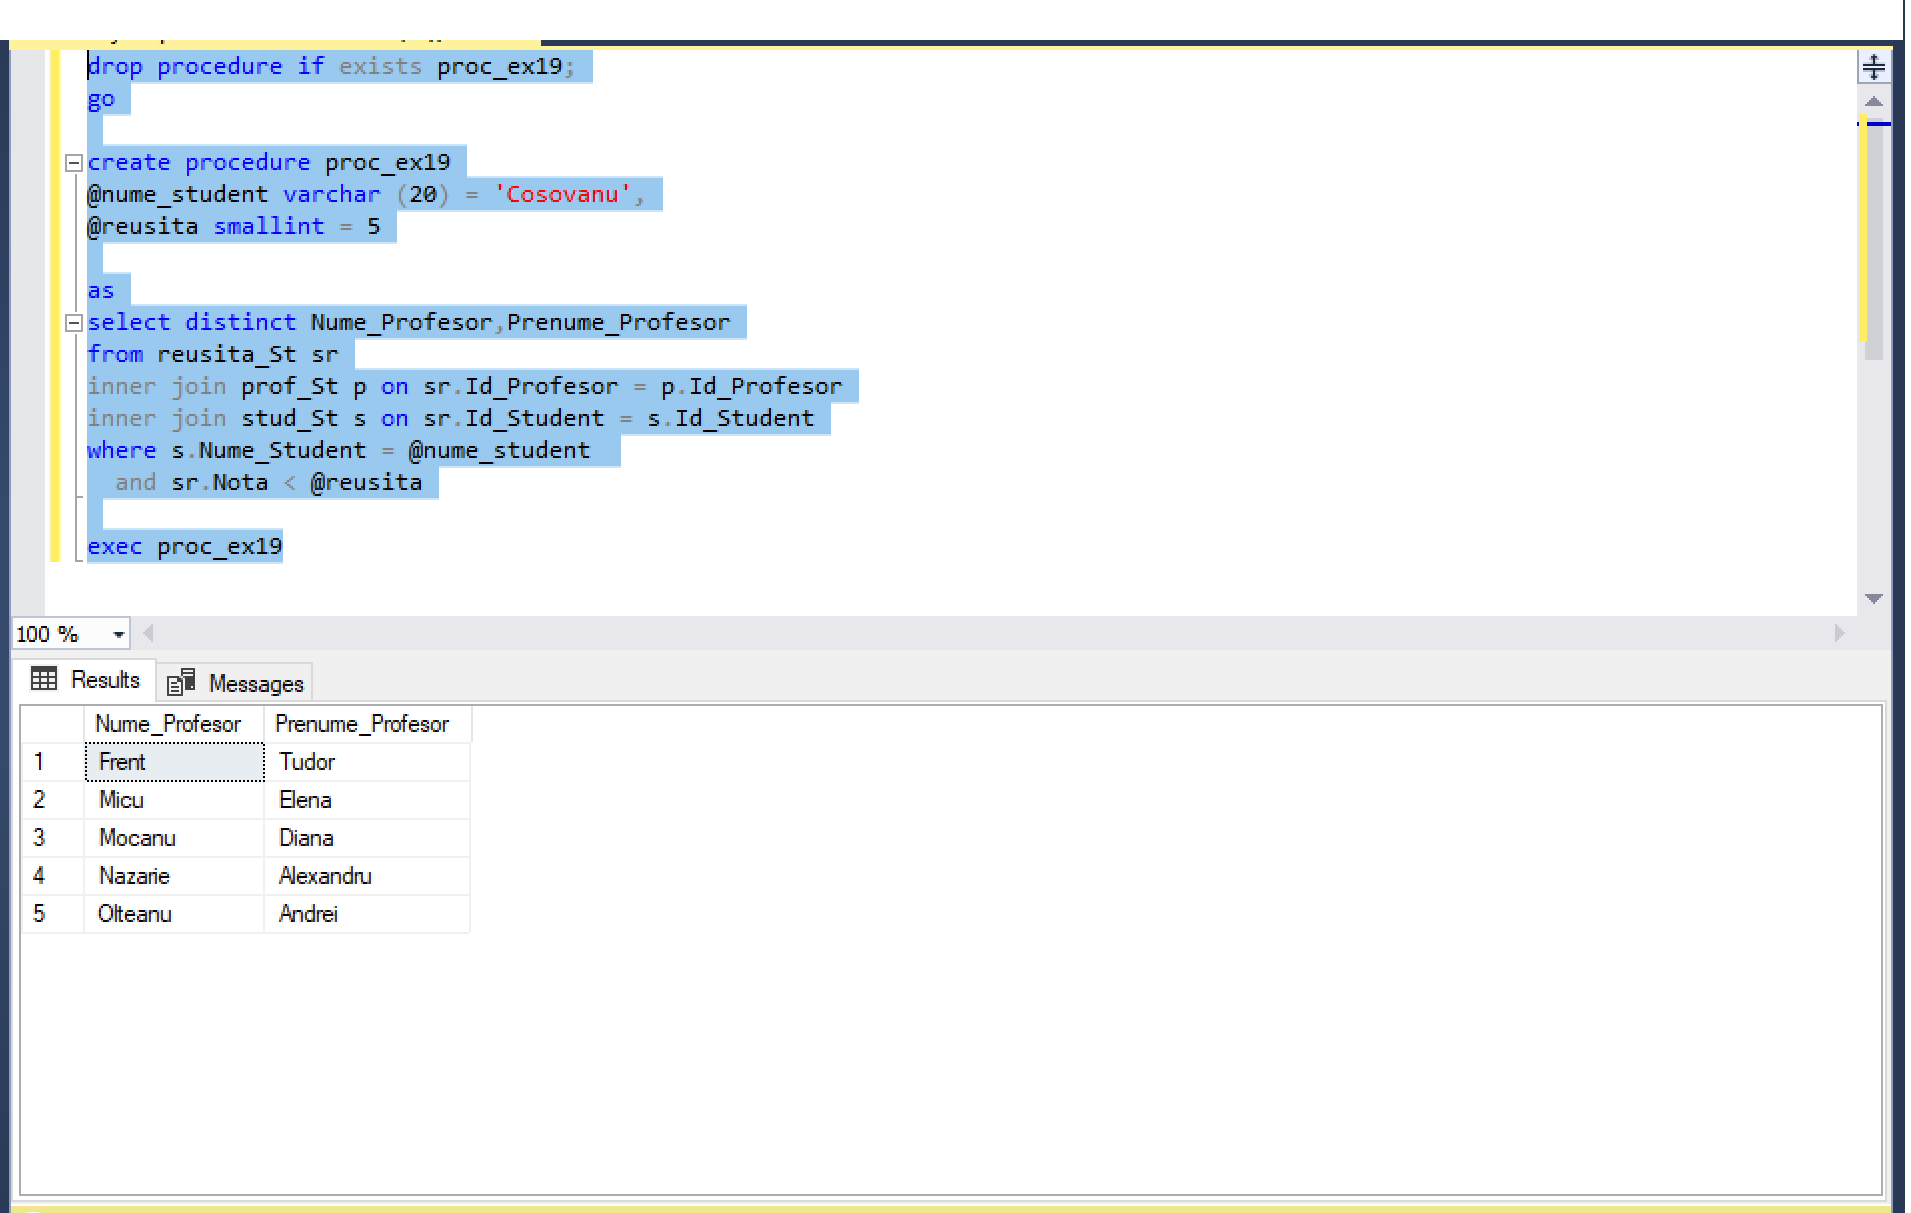 drop procedure if exists proc_ex19;
go
create procedure proc_ex19
@nume_student varchar (20) = 'Cosovanu',
@reusita smallint = 5
as
select distinct Nume_Profesor,Prenume_Profesor
from reusita_St sr
inner join prof_St p on sr.Id_Profesor = p.Id_Profesor
inner join stud_St s on sr.Id_Student = s.Id_Student
where s.Nume_Student = @nume_student
and sr.Nota < @reusita
exec proc_ex19
100 %
Results Messages
Nume_Profesor Prenume_Profesor
1 Frent Tudor
2 Micu Elena
3 Mocanu Diana
4 Nazarie Alexandru
5 Olteanu Andrei